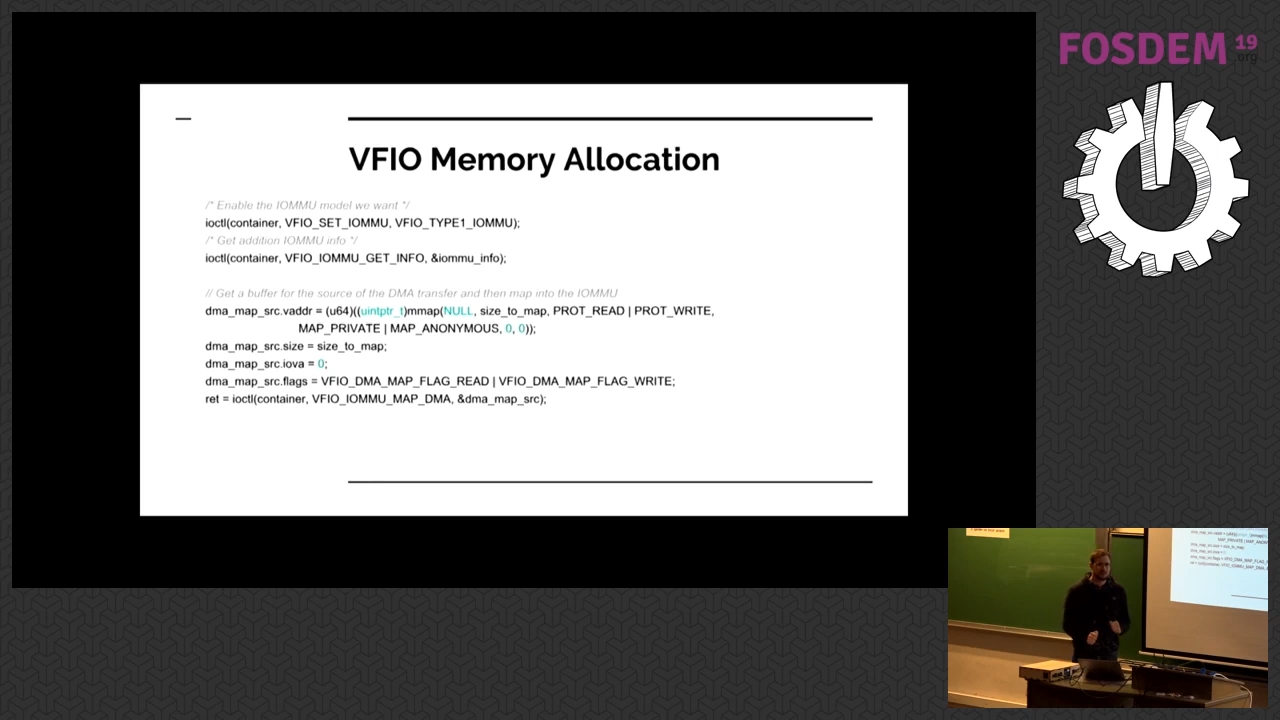 FOSDEM 19
.org
VFIO Memory Allocation
/* Enable the IOMMU model we want */
ioctl(container, VFIO_SET_IOMMU, VFIO_TYPE1_IOMMU);
/* Get addition IOMMU info */
ioctl(container, VFIO_IOMMU_GET_INFO, &iommu_info);
// Get a buffer for the source of the DMA transfer and then map into the IOMMU
dma_map_src.vaddr = (u64)((uintptr_t)mmap(NULL, size_to_map, PROT_READ | PROT_WRITE,
MAP_PRIVATE | MAP_ANONYMOUS, 0, 0));
dma_map_src.size = size_to_map;
dma_map_src.iova = 0;
dma_map_src.flags = VFIO_DMA_MAP_FLAG_READ | VFIO_DMA_MAP_FLAG_WRITE;
ret = ioctl(container, VFIO_IOMMU_MAP_DMA, &dma_map_src);